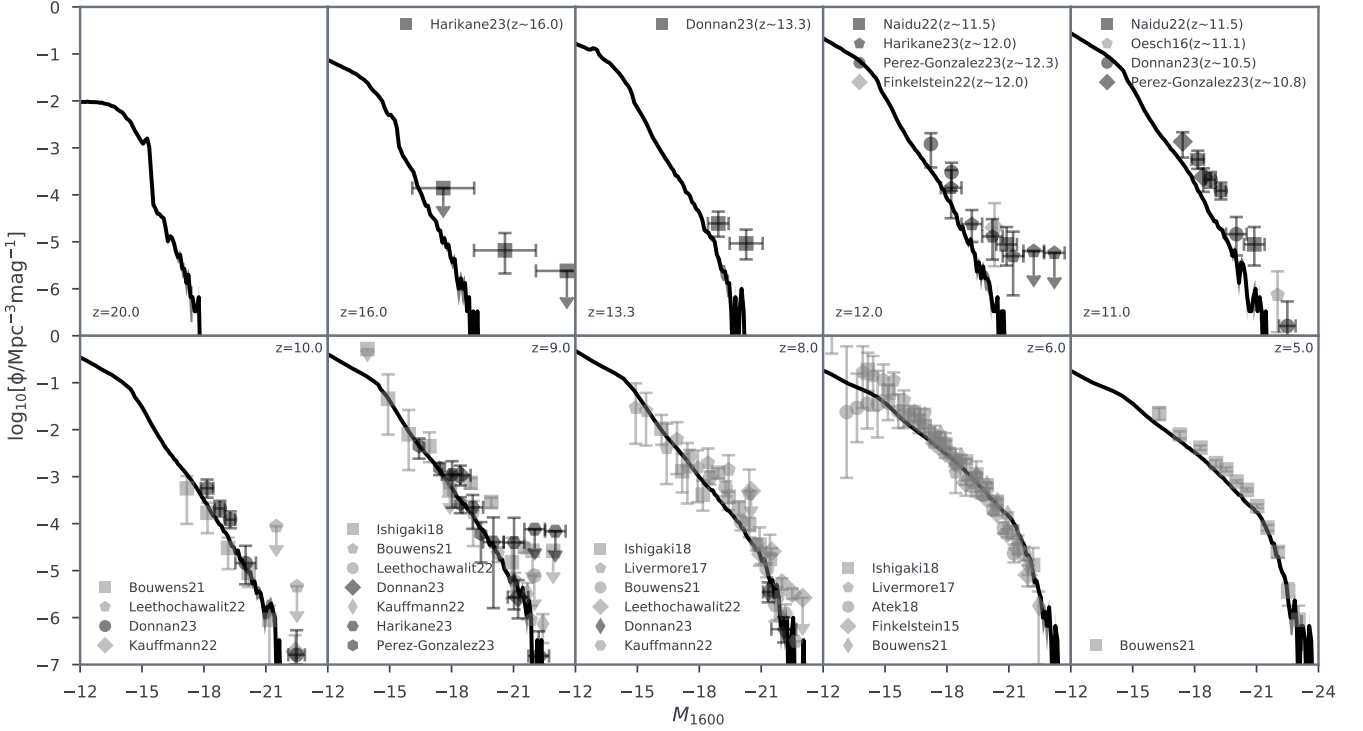 0
−1
−2
−3
−4
−5
−6
0
−1
−2
−3
−4
−5
−6
−7
log10[ϕ/Mpc−3mag−1]
z=20.0
Harikane23(z~16.0)
z=16.0
Donnan23(z~13.3)
z=13.3
Naidu22(z~11.5)
Harikane23(z~12.0)
Perez-Gonzalez23(z~12.3)
Finkelstein22(z~12.0)
z=12.0
Naidu22(z~11.5)
Oesch16(z~11.1)
Donnan23(z~10.5)
Perez-Gonzalez23(z~10.8)
z=11.0
z=10.0
Bouwens21
Leethochawalit22
Donnan23
Kauffmann22
z=9.0
Ishigaki18
Bouwens21
Leethochawalit22
Donnan23
Kauffmann22
Harikane23
Perez-Gonzalez23
z=8.0
Ishigaki18
Livermore17
Bouwens21
Leethochawalit22
Donnan23
Kauffmann22
z=6.0
Ishigaki18
Livermore17
Atek18
Finkelstein15
Bouwens21
z=5.0
Bouwens21
−12 −15 −18 −21 −12 −15 −18 −21 −12 −15 −18 −21 −12 −15 −18 −21 −12 −15 −18 −21 −24
M1600